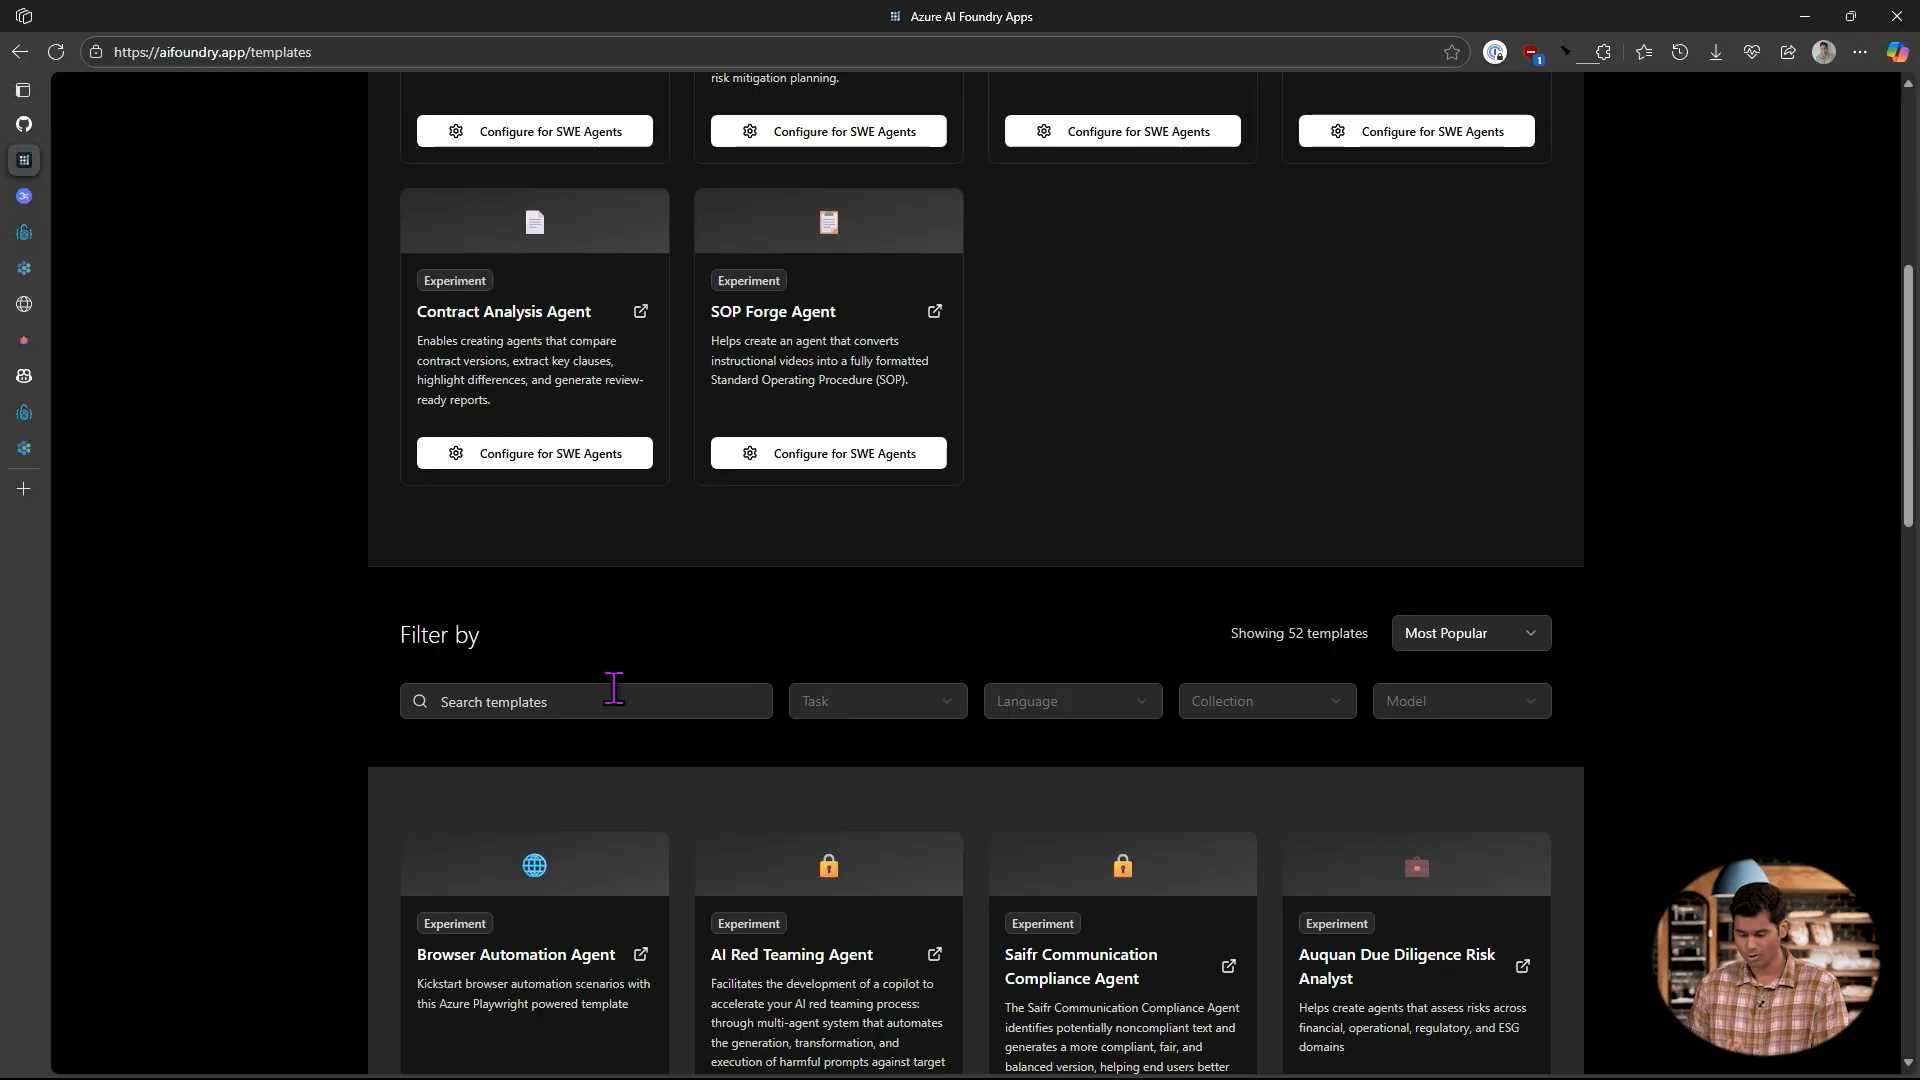 Azure AI Foundry Apps
https://aifoundry.app/templates
1
risk mitigation planning.
Configure for SWE Agents
Configure for SWE Agents
Configure for SWE Agents
Configure for SWE Agents
Experiment
Contract Analysis Agent
Enables creating agents that compare
contract versions, extract key clauses,
highlight differences, and generate review-
ready reports.
Configure for SWE Agents
Experiment
SOP Forge Agent
Helps create an agent that converts
instructional videos into a fully formatted
Standard Operating Procedure (SOP).
Configure for SWE Agents
Filter by
Showing 52 templates
Most Popular
Search templates
Task
Language
Collection
Model
Experiment
Browser Automation Agent
Kickstart browser automation scenarios with
this Azure Playwright powered template
Experiment
AI Red Teaming Agent
Facilitates the development of a copilot to
accelerate your AI red teaming process:
through multi-agent system that automates
the generation, transformation, and
execution of harmful prompts against target
Experiment
Saifr Communication
Compliance Agent
The Saifr Communication Compliance Agent
identifies potentially noncompliant text and
generates a more compliant, fair, and
balanced version, helping end users better
Experiment
Auquan Due Diligence Risk
Analyst
Helps create agents that assess risks across
financial, operational, regulatory, and ESG
domains